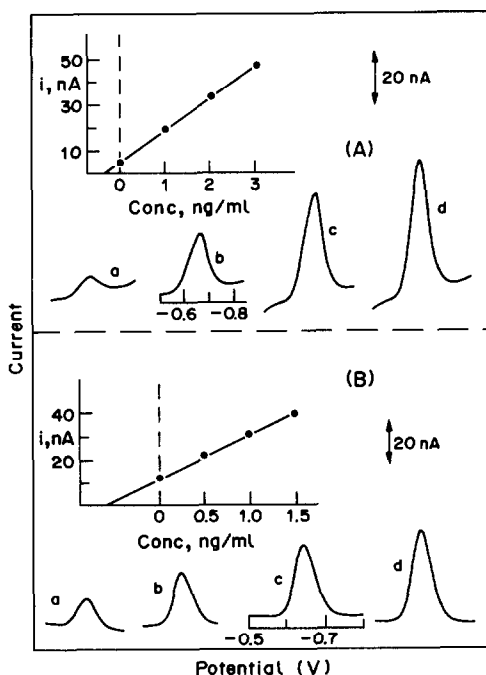 50
i, nA
30
10
0 1 2 3
Conc, ng/ml
20 nA
(A)
a
b
c
d
-0.6 -0.8
Current
(B)
40
i,nA
20
0 0.5 1.0 1.5
Conc, ng/ml
20 nA
a
b
c
d
-0.5 -0.7
Potential (V)